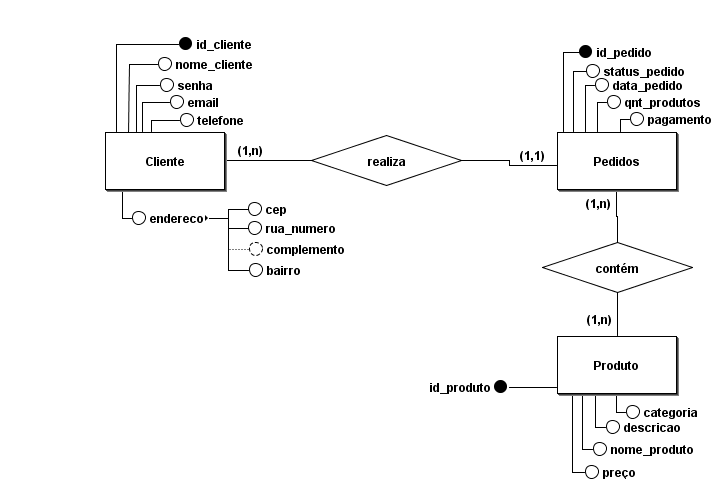 id_cliente
nome_cliente
senha
email
telefone
Cliente
(1,n)
realiza
(1,1)
id_pedido
status_pedido
data_pedido
qnt_produtos
pagamento
Pedidos
endereco
cep
rua_numero
complemento
bairro
(1,n)
contém
(1,n)
Produto
id_produto
categoria
descricao
nome_produto
preço